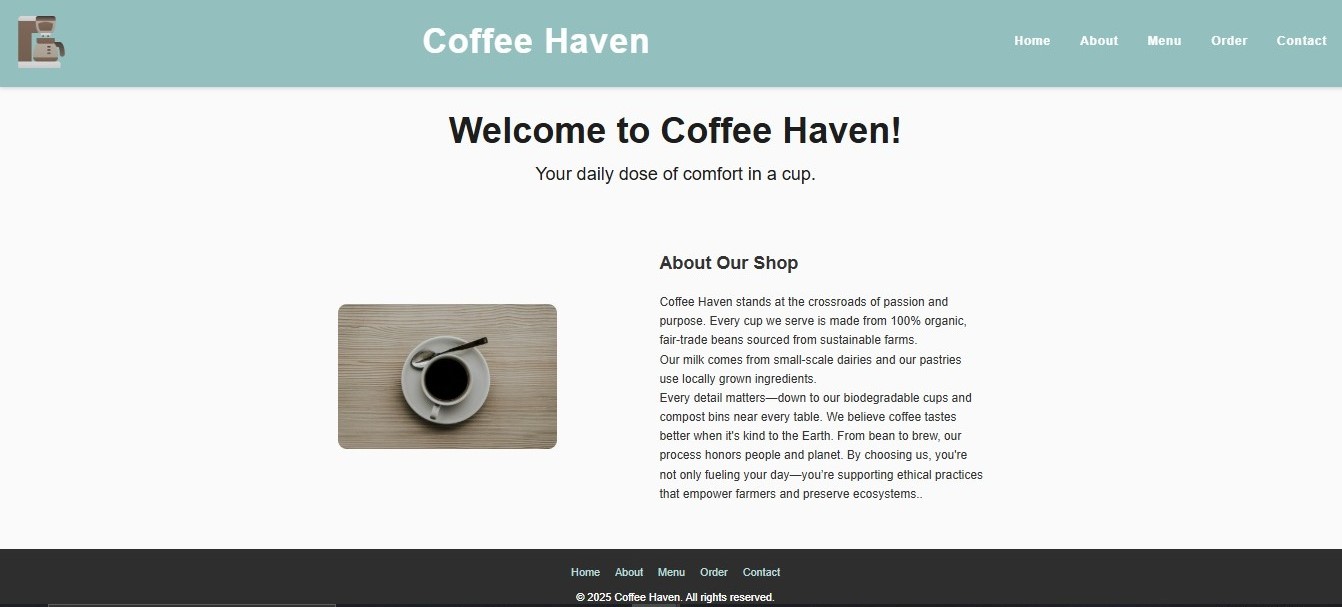 Coffee Haven
Home About Menu Order Contact
Welcome to Coffee Haven!
Your daily dose of comfort in a cup.
About Our Shop
Coffee Haven stands at the crossroads of passion and
purpose. Every cup we serve is made from 100% organic,
fair-trade beans sourced from sustainable farms.
Our milk comes from small-scale dairies and our pastries
use locally grown ingredients.
Every detail matters—down to our biodegradable cups and
compost bins near every table. We believe coffee tastes
better when it's kind to the Earth. From bean to brew, our
process honors people and planet. By choosing us, you're
not only fueling your day—you're supporting ethical practices
that empower farmers and preserve ecosystems..
Home About Menu Order Contact
© 2025 Coffee Haven. All rights reserved.